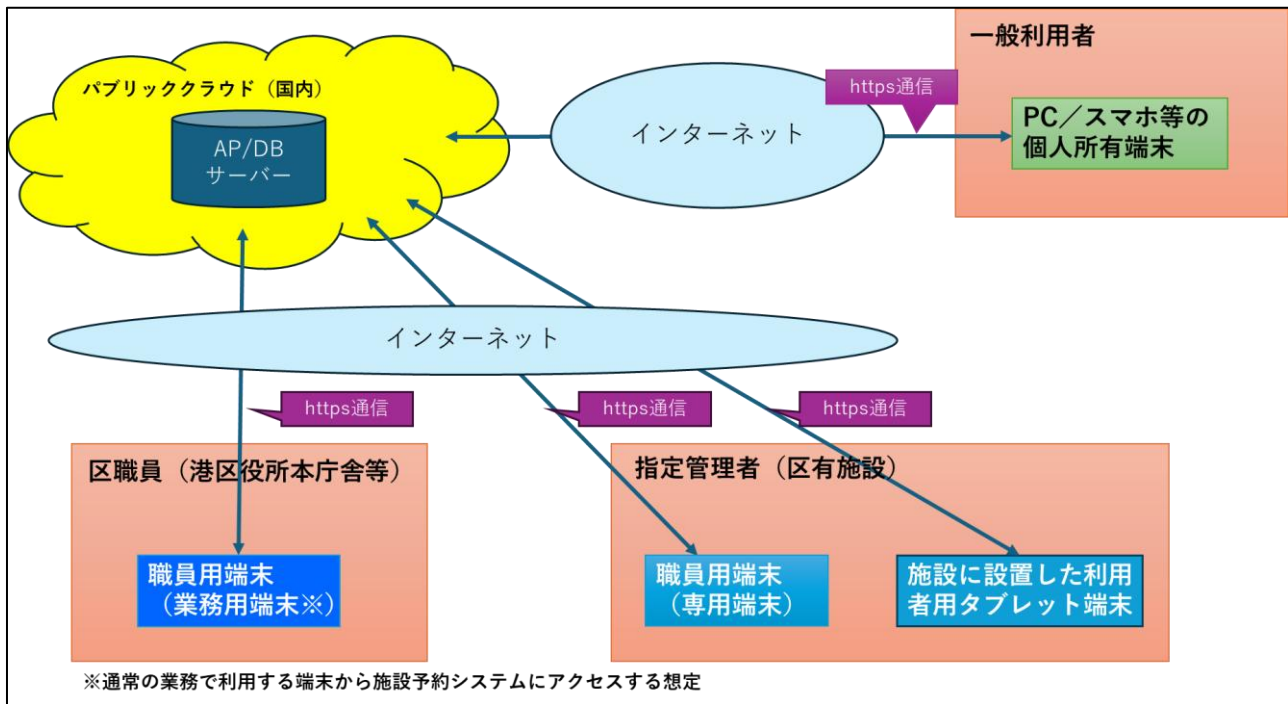 パブリッククラウド（国内）
AP/DB
サーバー
インターネット
https通信
一般利用者
PC／スマホ等の
個人所有端末
インターネット
https通信
https通信
https通信
区職員（港区役所本庁舎等）
職員用端末
（業務用端末※）
指定管理者（区有施設）
職員用端末
（専用端末）
施設に設置した利用
者用タブレット端末
※通常の業務で利用する端末から施設予約システムにアクセスする想定